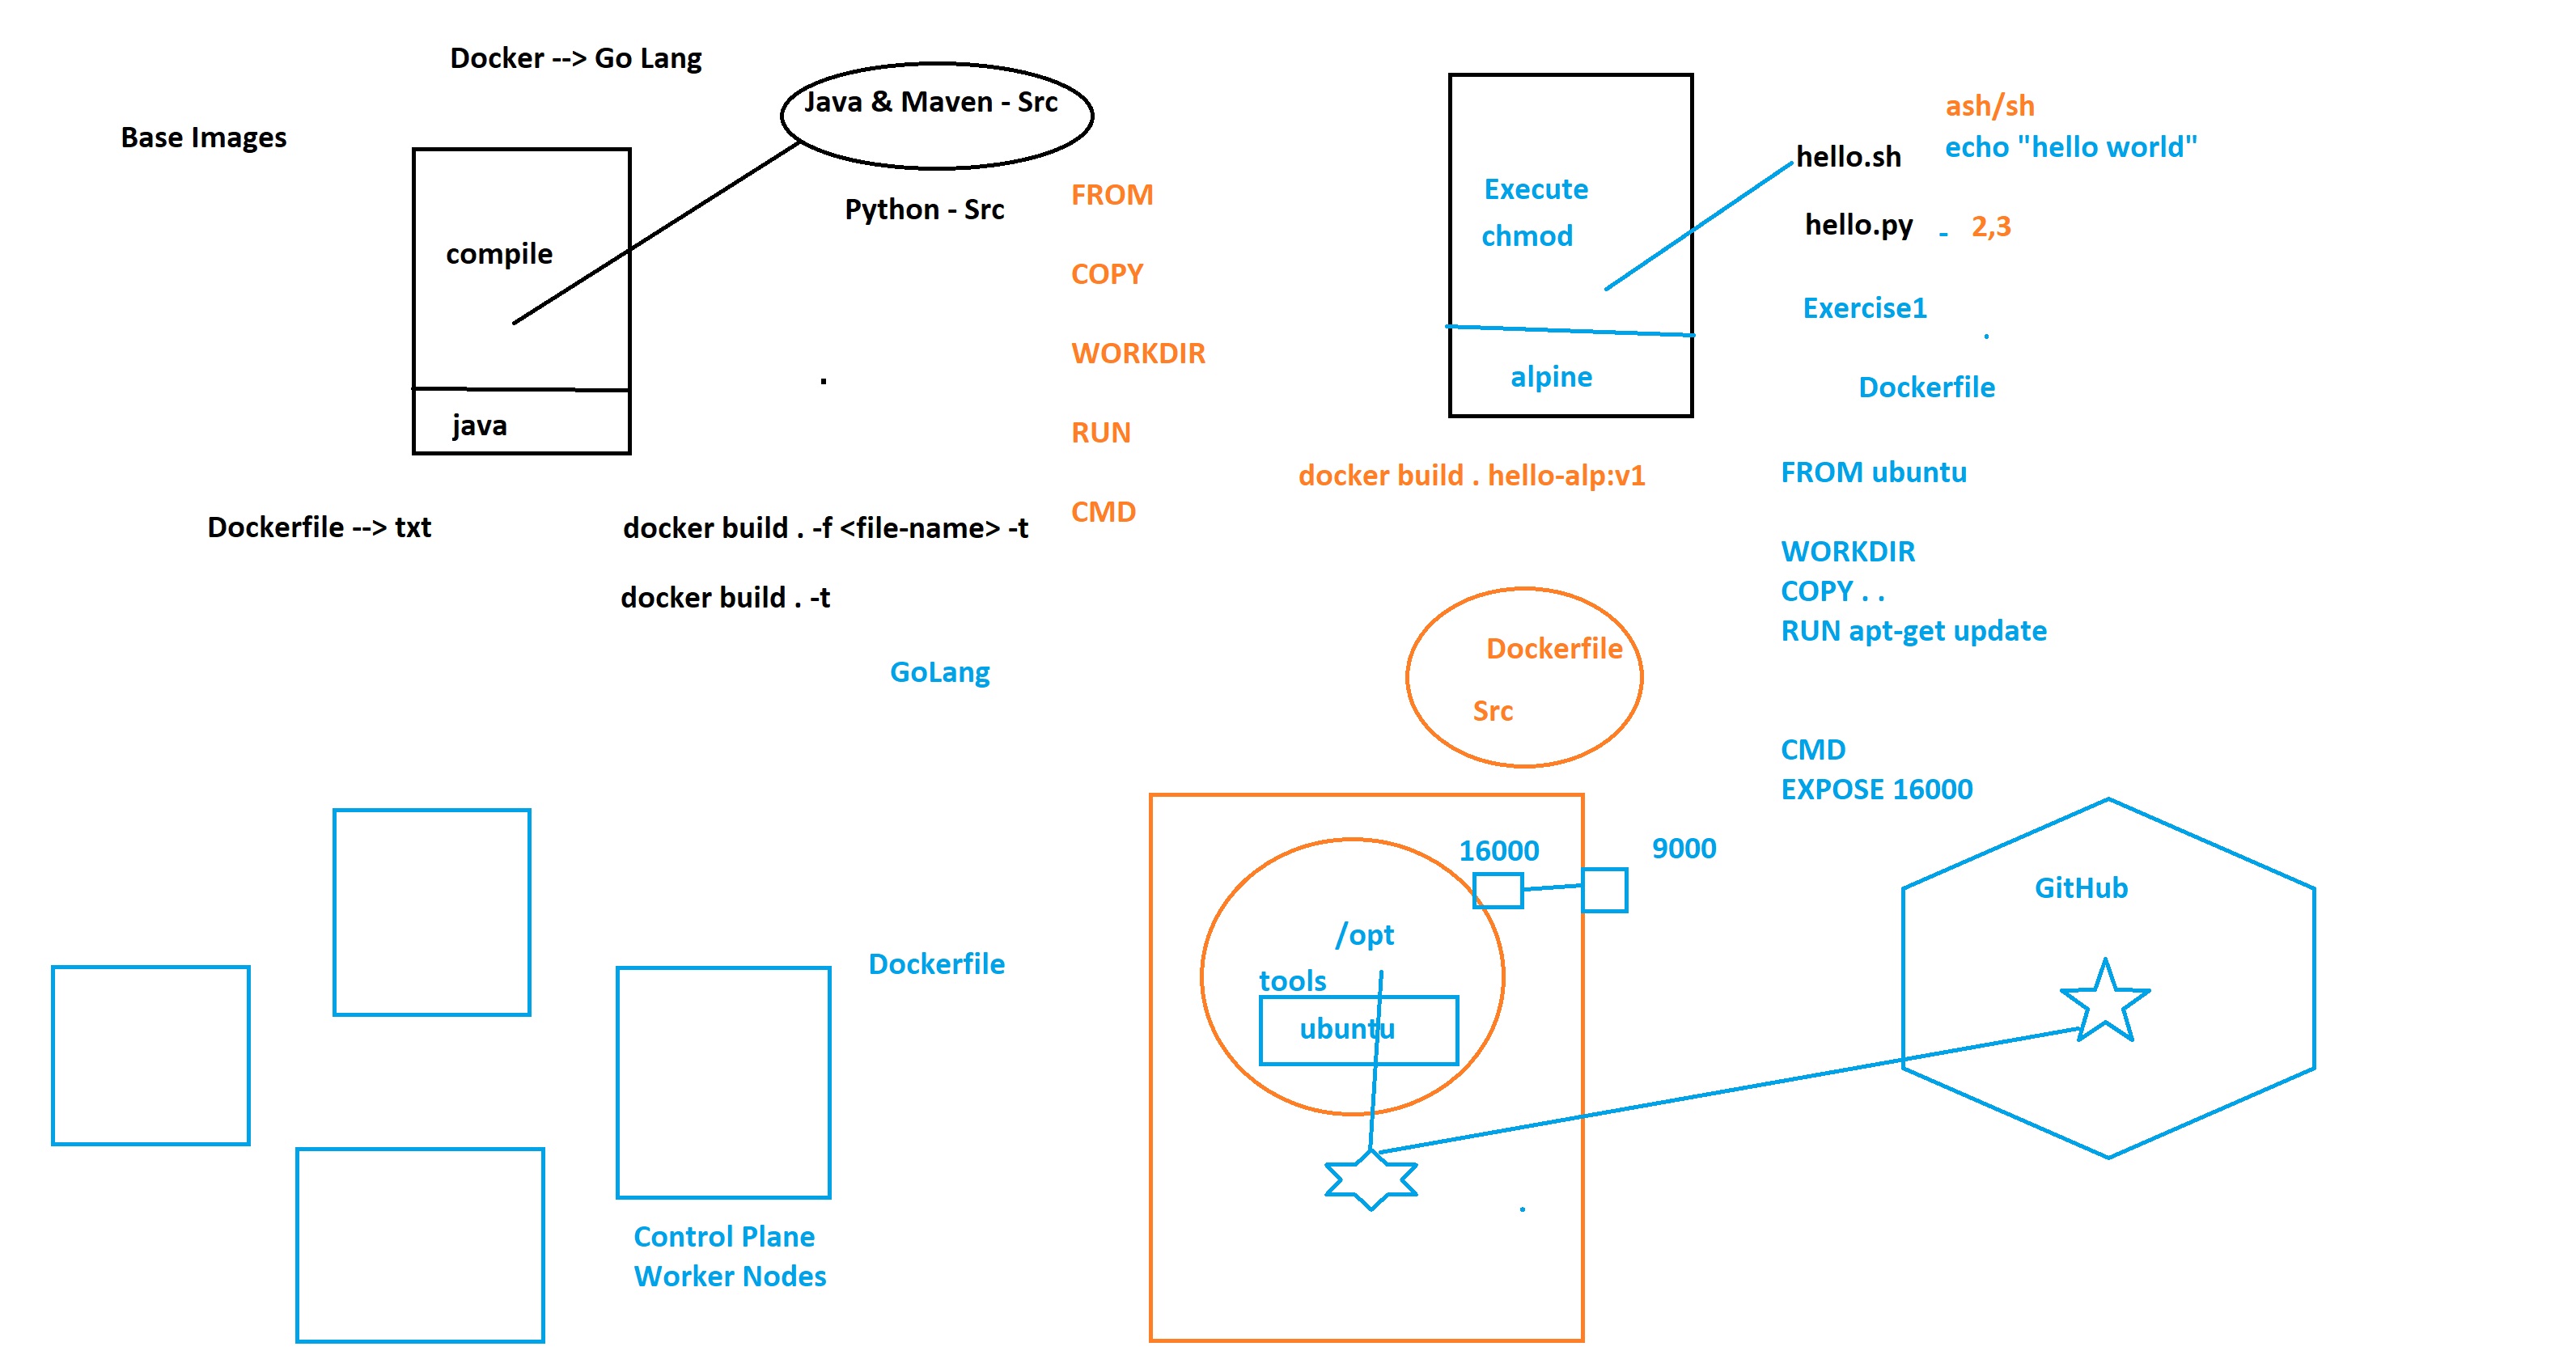 Docker --> Go Lang
Base Images
Java & Maven - Src
Python - Src
compile
java
Dockerfile --> txt
docker build . -f <file-name> -t
docker build . -t
FROM
COPY
WORKDIR
RUN
CMD
Execute
chmod
alpine
docker build . hello-alp:v1
ash/sh
echo "hello world"
hello.sh
hello.py - 2,3
Exercise1
.
Dockerfile
FROM ubuntu
WORKDIR
COPY . .
RUN apt-get update
CMD
EXPOSE 16000
GoLang
Dockerfile
Src
Control Plane
Worker Nodes
Dockerfile
16000
9000
/opt
tools
ubuntu
GitHub